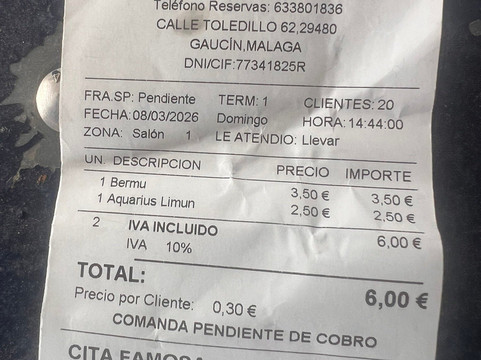 Teléfono Reservas: 633801836
CALLE TOLEDILLO 62,29480
GAUCÍN,MALAGA
DNI/CIF:77341825R
FRA.SP: Pendiente TERM: 1 CLIENTES: 20
FECHA:08/03/2026 Domingo HORA:14:44:00
ZONA: Salón 1 LE ATENDIO: Llevar
UN. DESCRIPCION PRECIO IMPORTE
1 Bermu 3,50 € 3,50 €
1 Aquarius Limun 2,50 € 2,50 €
2 IVA INCLUIDO 6,00 €
IVA 10%
TOTAL: 6,00 €
Precio por Cliente: 0,30 €
COMANDA PENDIENTE DE COBRO
CITA